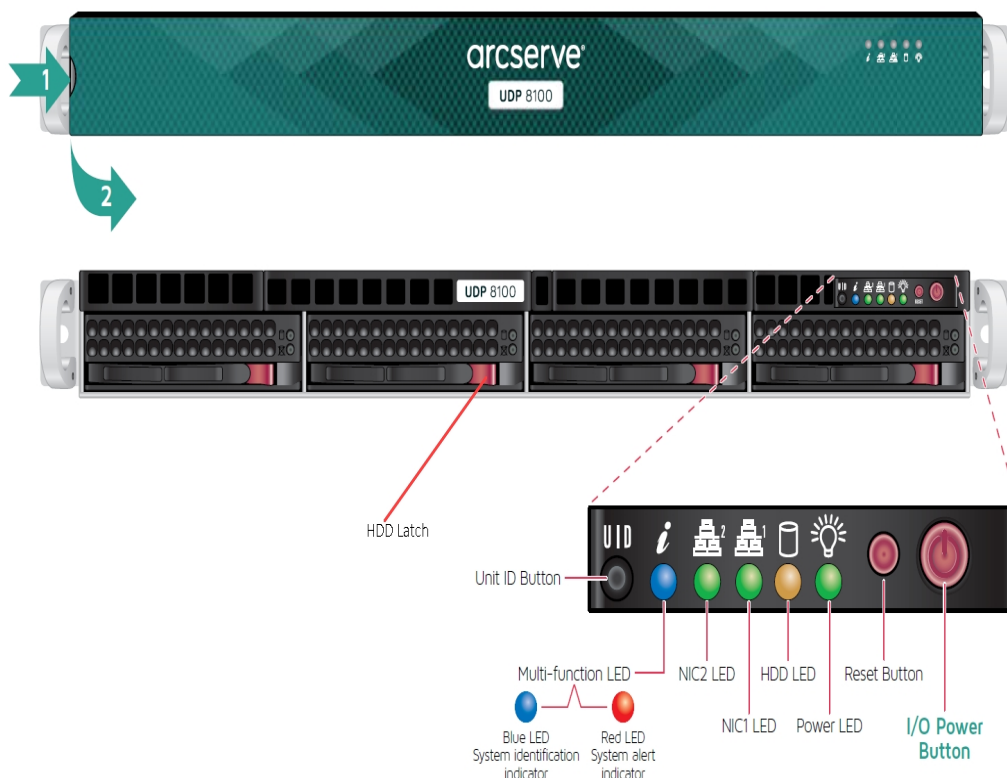 arcserve®
UDP 8100
1
2
UDP 8100
UID
RESET
HDD Latch
UID
2
1
Unit ID Button
Multi-function LED
NIC2 LED
HDD LED
Reset Button
NIC1 LED
Power LED
I/O Power
Button
Blue LED
System identification
indicator
Red LED
System alert
indicator